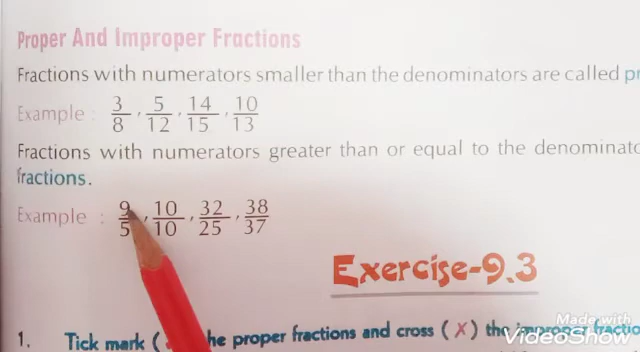 Proper And Improper Fractions
Fractions with numerators smaller than the denominators are called
Example : 3/8, 5/12, 14/15, 10/13
Fractions with numerators greater than or equal to the
fractions.
Example : 9/5, 10/10, 32/25, 38/37
Exercise-9.3
1. Tick mark ( the proper fractions and cross (✗) the improper
Made with
VideoShow